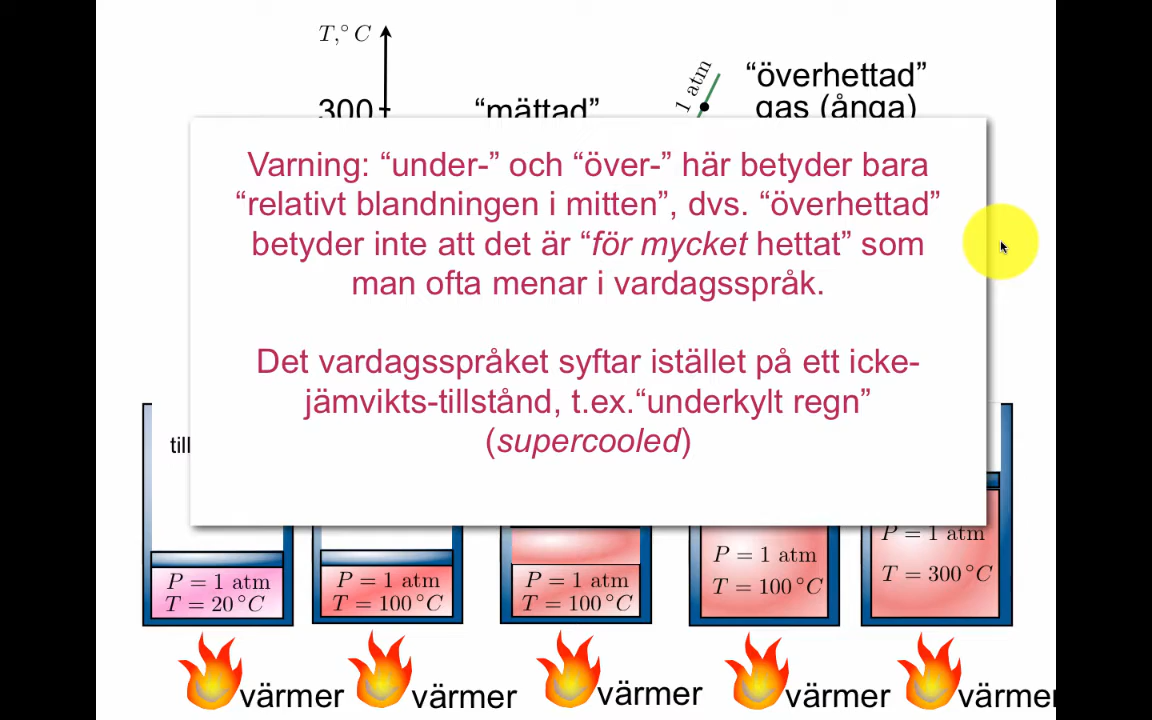 T,°C
1 atm
“överhettad”
gas (ånga)
300
“mättad”
Varning: “under-” och “över-” här betyder bara
“relativt blandningen i mitten”, dvs. “överhettad”
betyder inte att det är “för mycket hettat” som
man ofta menar i vardagsspråk.
Det vardagsspråket syftar istället på ett icke-
jämvikts-tillstånd, t.ex.“underkylt regn”
(supercooled)
till
P = 1 atm
T = 20 °C
P = 1 atm
T = 100 °C
P = 1 atm
T = 100 °C
P = 1 atm
T = 100 °C
P = 1 atm
T = 300 °C
värmer
värmer
värmer
värmer
värmer